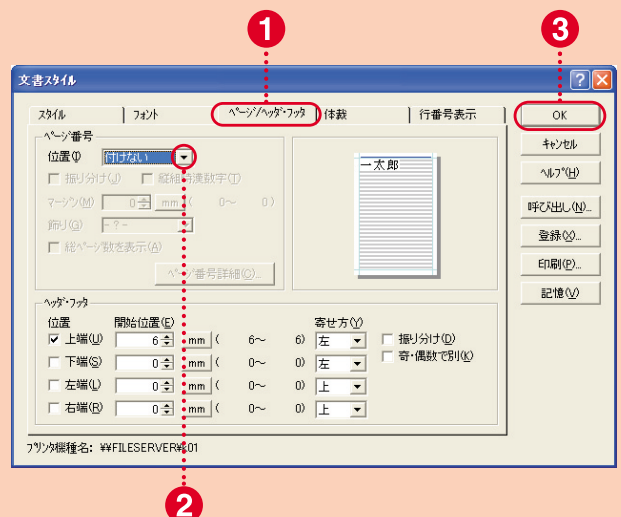 1
3
文書スタイル
スタイル
フォント
ページ/ヘッダ・フッタ
体裁
行番号表示
ページ番号
位置(I)
付けない
振り分け(J)
縦組時漢数字(T)
マージン(M)
0
mm
( 0～ 0)
飾り(G)
- ? -
総ページ数を表示(A)
ページ番号詳細(C)...
一太郎
OK
キャンセル
ヘルプ(H)
呼び出し(N)...
登録(X)...
印刷(P)...
記憶(V)
ヘッダ・フッタ
位置 開始位置(E) 寄せ方(Y)
上端(U) 6 mm ( 6～ 6) 左 振り分け(D)
下端(S) 0 mm ( 0～ 0) 左 奇・偶数で別(K)
左端(L) 0 mm ( 0～ 0) 上
右端(R) 0 mm ( 0～ 0) 上
プリンタ機種名: ¥¥FILESERVER¥ 01
2